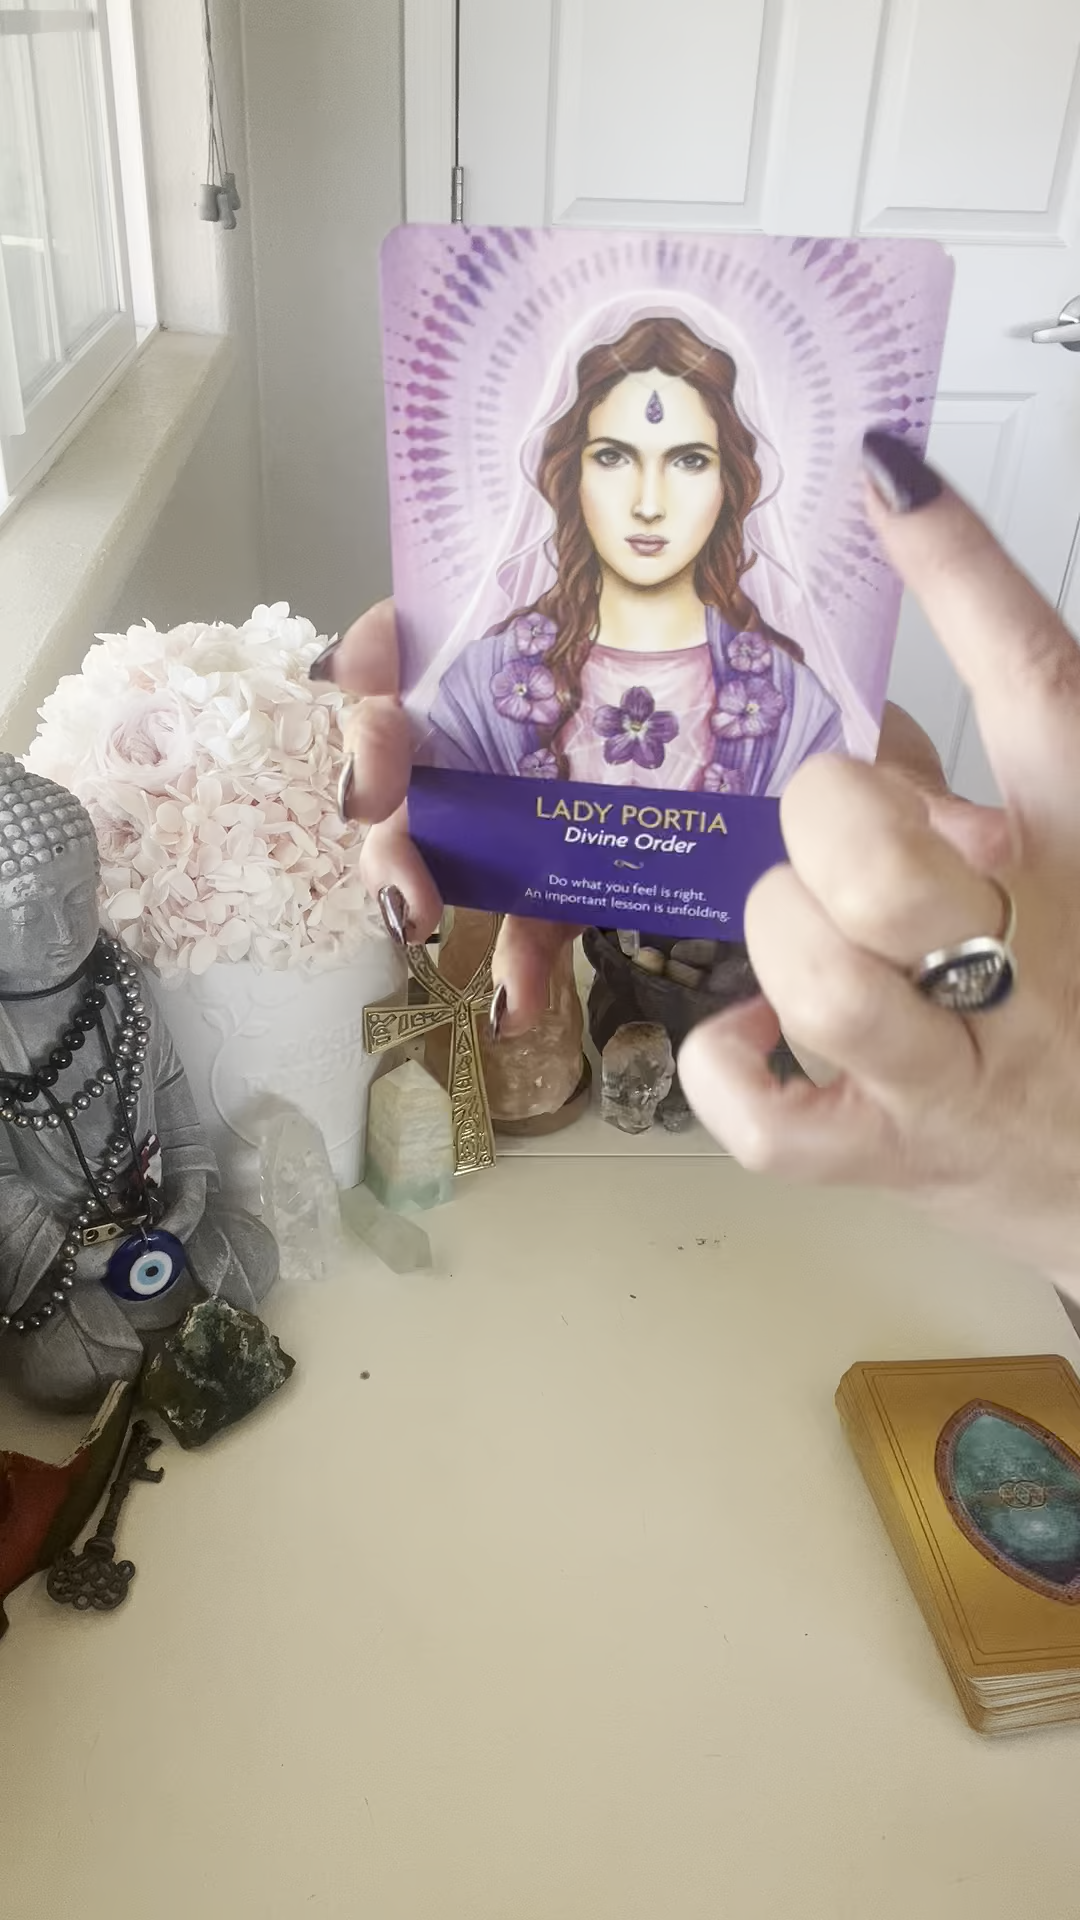 LADY PORTIA
Divine Order
Do what you feel is right.
An important lesson is unfolding.